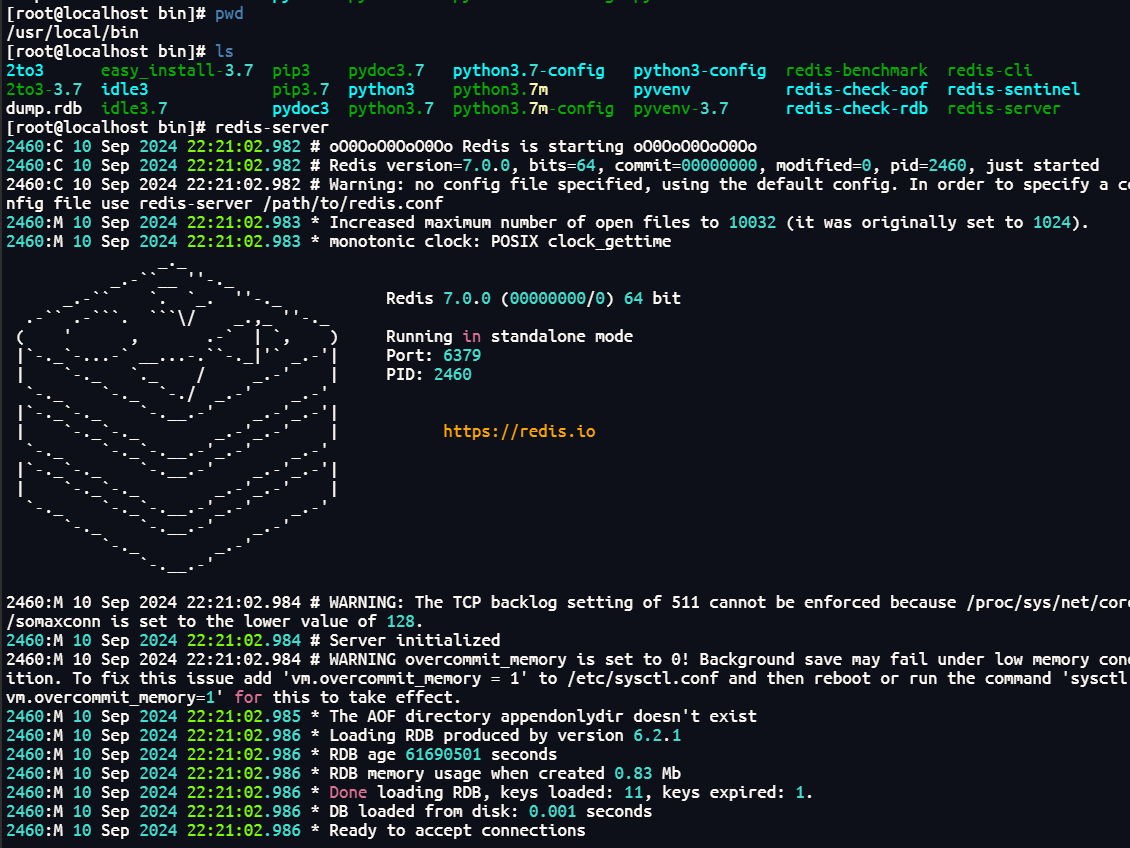 [root@localhost bin]# pwd
/usr/local/bin
[root@localhost bin]# ls
2to3      easy_install-3.7  pip3    pydoc3.7   python3.7-config   python3-config  redis-benchmark  redis-cli
2to3-3.7  idle3             pip3.7  python3    python3.7m         pyvenv          redis-check-aof  redis-sentinel
dump.rdb  idle3.7           pydoc3  python3.7  python3.7m-config  pyvenv-3.7      redis-check-rdb  redis-server
[root@localhost bin]# redis-server
2460:C 10 Sep 2024 22:21:02.982 # oO0OoO0OoO0Oo Redis is starting oO0OoO0OoO0Oo
2460:C 10 Sep 2024 22:21:02.982 # Redis version=7.0.0, bits=64, commit=00000000, modified=0, pid=2460, just started
2460:C 10 Sep 2024 22:21:02.982 # Warning: no config file specified, using the default config. In order to specify a co
nfig file use redis-server /path/to/redis.conf
2460:M 10 Sep 2024 22:21:02.983 * Increased maximum number of open files to 10032 (it was originally set to 1024).
2460:M 10 Sep 2024 22:21:02.983 * monotonic clock: POSIX clock_gettime
Redis 7.0.0 (00000000/0) 64 bit
Running in standalone mode
Port: 6379
PID: 2460
https://redis.io
2460:M 10 Sep 2024 22:21:02.984 # WARNING: The TCP backlog setting of 511 cannot be enforced because /proc/sys/net/core
/somaxconn is set to the lower value of 128.
2460:M 10 Sep 2024 22:21:02.984 # Server initialized
2460:M 10 Sep 2024 22:21:02.984 # WARNING overcommit_memory is set to 0! Background save may fail under low memory cond
ition. To fix this issue add 'vm.overcommit_memory = 1' to /etc/sysctl.conf and then reboot or run the command 'sysctl
vm.overcommit_memory=1' for this to take effect.
2460:M 10 Sep 2024 22:21:02.985 * The AOF directory appendonlydir doesn't exist
2460:M 10 Sep 2024 22:21:02.986 * Loading RDB produced by version 6.2.1
2460:M 10 Sep 2024 22:21:02.986 * RDB age 61690501 seconds
2460:M 10 Sep 2024 22:21:02.986 * RDB memory usage when created 0.83 Mb
2460:M 10 Sep 2024 22:21:02.986 * Done loading RDB, keys loaded: 11, keys expired: 1.
2460:M 10 Sep 2024 22:21:02.986 * DB loaded from disk: 0.001 seconds
2460:M 10 Sep 2024 22:21:02.986 * Ready to accept connections